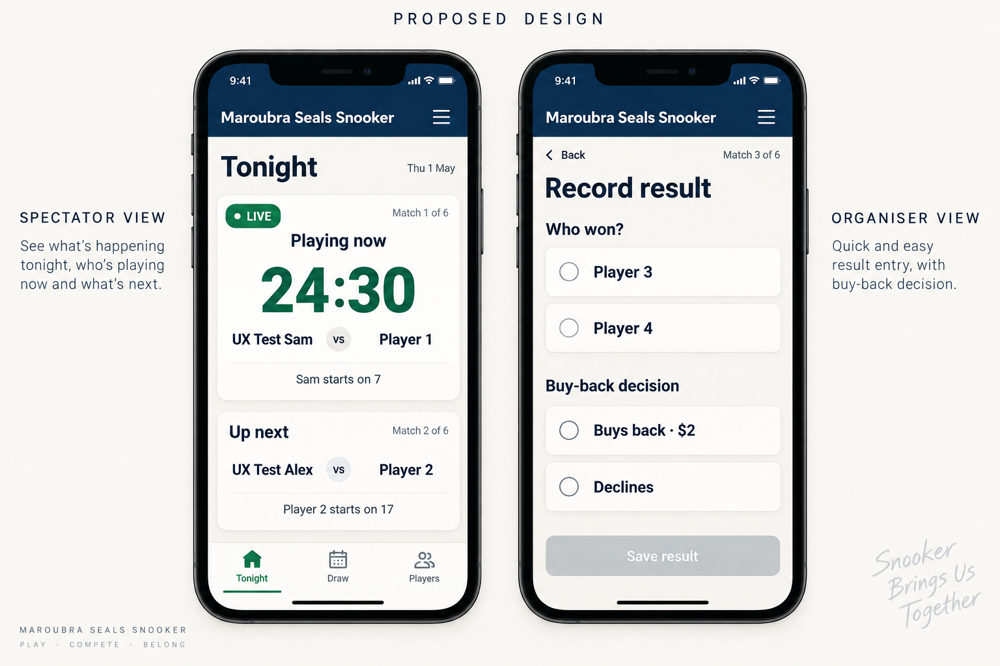 PROPOSED DESIGN
SPECTATOR VIEW
See what's happening
tonight, who's playing
now and what's next.
9:41
Maroubra Seals Snooker
Tonight
Thu 1 May
LIVE
Match 1 of 6
Playing now
24:30
UX Test Sam
VS
Player 1
Sam starts on 7
Up next
Match 2 of 6
UX Test Alex
VS
Player 2
Player 2 starts on 17
Tonight
Draw
Players
9:41
Maroubra Seals Snooker
Back
Match 3 of 6
Record result
Who won?
Player 3
Player 4
Buy-back decision
Buys back · $2
Declines
Save result
ORGANISER VIEW
Quick and easy
result entry, with
buy-back decision.
Snooker
Brings Us
Together
MAROUBRA SEALS SNOOKER
PLAY · COMPETE · BELONG